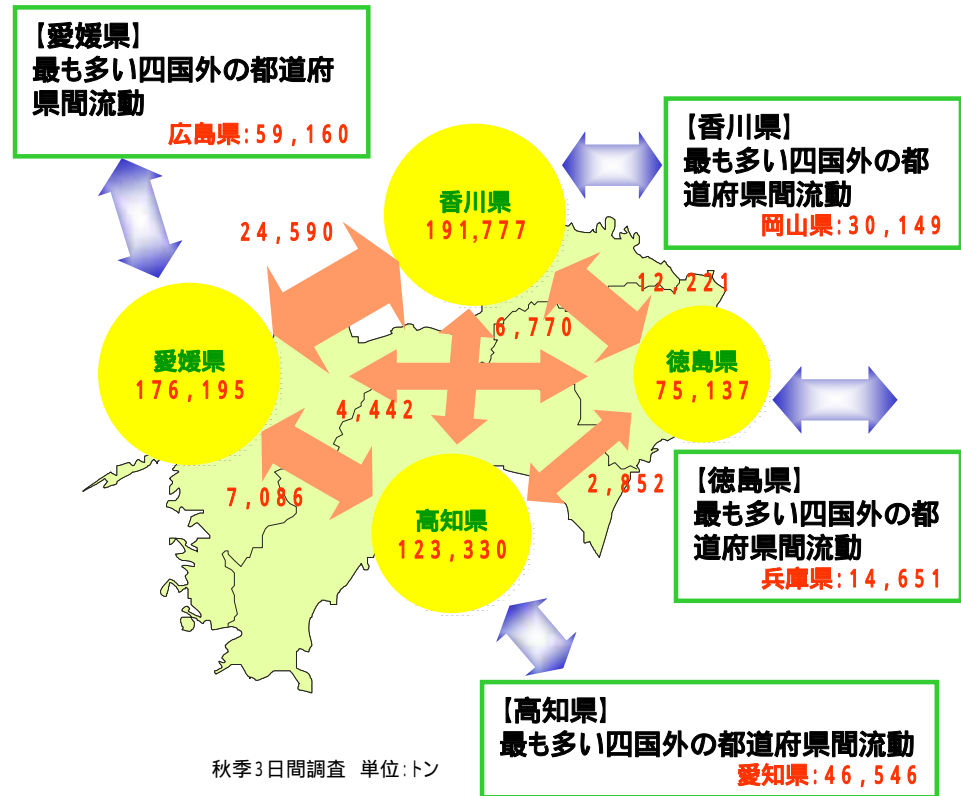 【愛媛県】
最も多い四国外の都道府
県間流動
広島県:59,160
【香川県】
最も多い四国外の都
道府県間流動
岡山県:30,149
香川県
191,777
24,590
12,221
6,770
愛媛県
176,195
徳島県
75,137
4,442
7,086
2,852
高知県
123,330
【徳島県】
最も多い四国外の都
道府県間流動
兵庫県:14,651
【高知県】
最も多い四国外の都道府県間流動
愛知県:46,546
秋季3日間調査 単位:トン